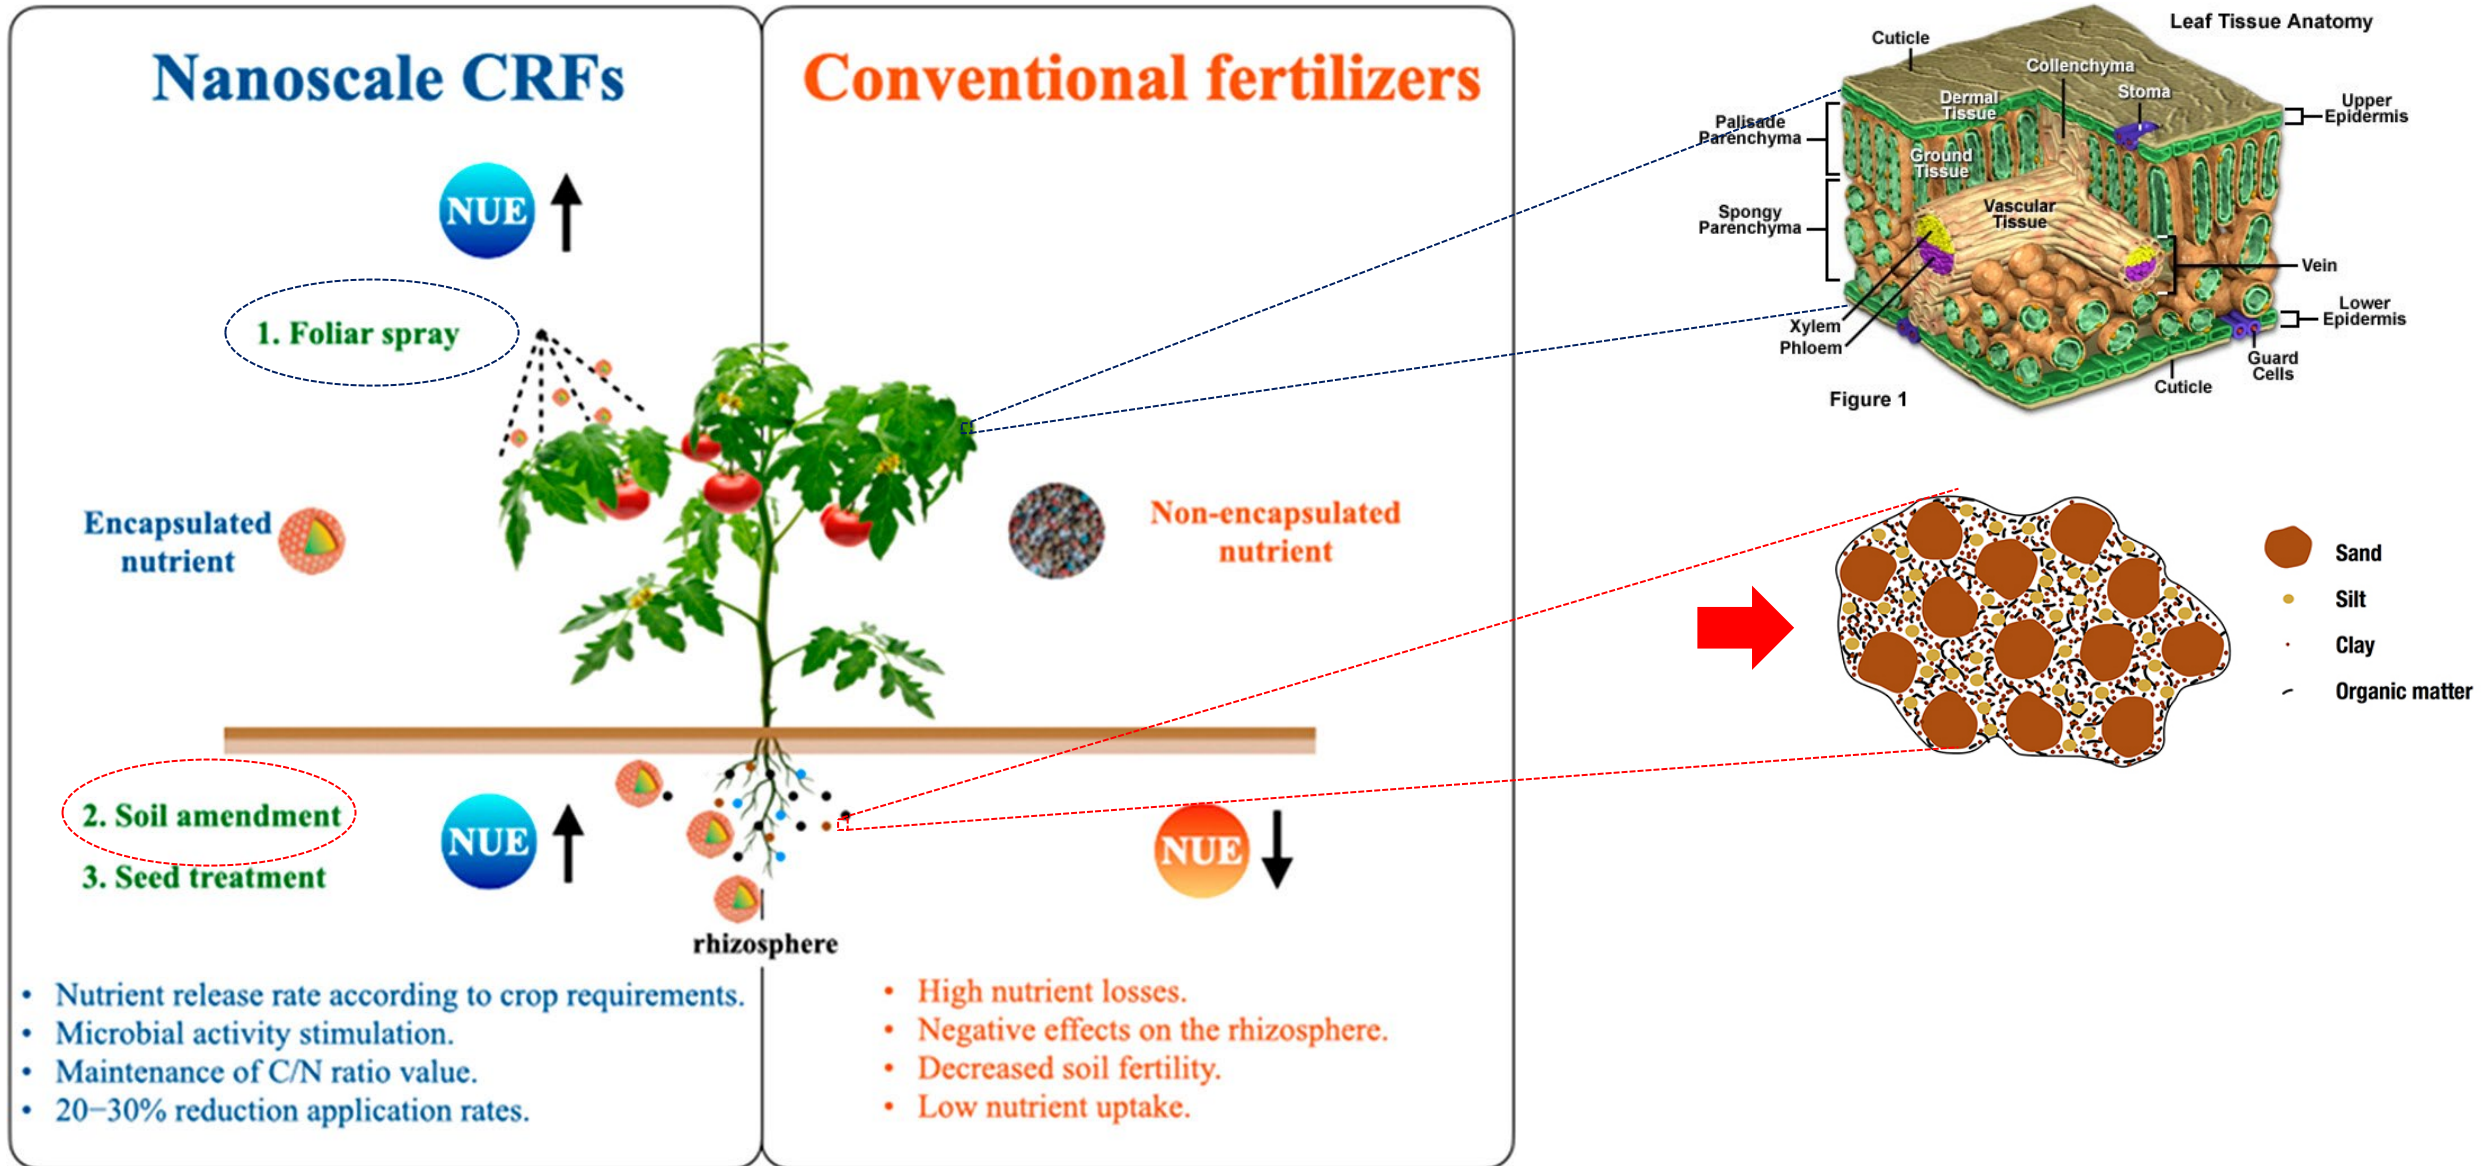 Nanoscale CRFs
NUE
1. Foliar spray
Encapsulated
nutrient
2. Soil amendment
3. Seed treatment
NUE
rhizosphere
• Nutrient release rate according to crop requirements.
• Microbial activity stimulation.
• Maintenance of C/N ratio value.
• 20−30% reduction application rates.
Conventional fertilizers
Non-encapsulated
nutrient
NUE
• High nutrient losses.
• Negative effects on the rhizosphere.
• Decreased soil fertility.
• Low nutrient uptake.
Leaf Tissue Anatomy
Cuticle
Collenchyma
Stoma
Dermal
Tissue
Upper
Epidermis
Palisade
Parenchyma
Ground
Tissue
Spongy
Parenchyma
Vascular
Tissue
Vein
Xylem
Phloem
Lower
Epidermis
Guard
Cells
Cuticle
Figure 1
Sand
Silt
Clay
Organic matter